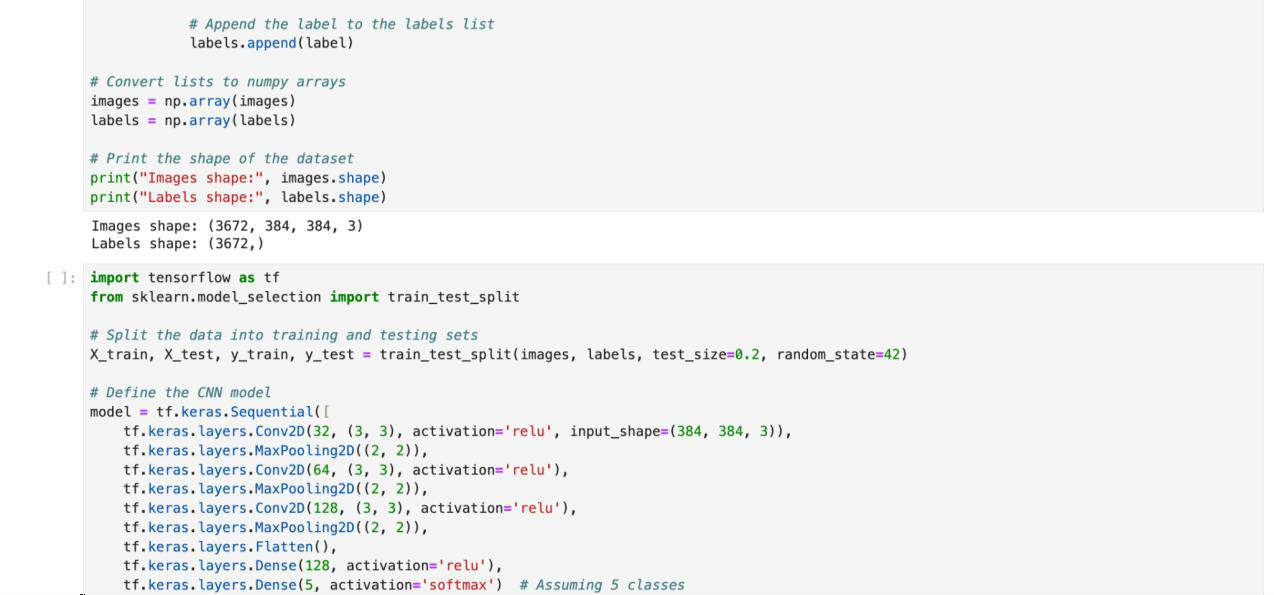 # Append the label to the labels list
labels.append(label)
# Convert lists to numpy arrays
images = np.array(images)
labels = np.array(labels)
# Print the shape of the dataset
print("Images shape:", images.shape)
print("Labels shape:", labels.shape)
Images shape: (3672, 384, 384, 3)
Labels shape: (3672,)
[ ]: import tensorflow as tf
from sklearn.model_selection import train_test_split
# Split the data into training and testing sets
X_train, X_test, y_train, y_test = train_test_split(images, labels, test_size=0.2, random_state=42)
# Define the CNN model
model = tf.keras.Sequential([
tf.keras.layers.Conv2D(32, (3, 3), activation='relu', input_shape=(384, 384, 3)),
tf.keras.layers.MaxPooling2D((2, 2)),
tf.keras.layers.Conv2D(64, (3, 3), activation='relu'),
tf.keras.layers.MaxPooling2D((2, 2)),
tf.keras.layers.Conv2D(128, (3, 3), activation='relu'),
tf.keras.layers.MaxPooling2D((2, 2)),
tf.keras.layers.Flatten(),
tf.keras.layers.Dense(128, activation='relu'),
tf.keras.layers.Dense(5, activation='softmax')  # Assuming 5 classes